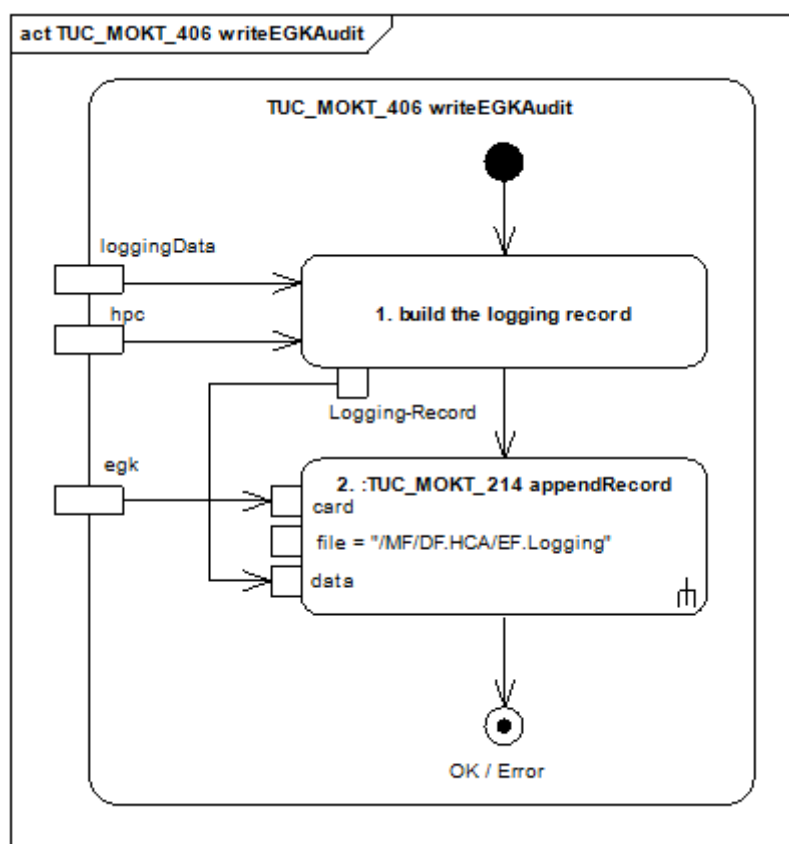 act TUC_MOKT_406 writeEGKAudit
TUC_MOKT_406 writeEGKAudit
loggingData
hpc
1. build the logging record
Logging-Record
egk
2. :TUC_MOKT_214 appendRecord
card
file = "/MF/DF.HCA/EF.Logging"
data
OK / Error